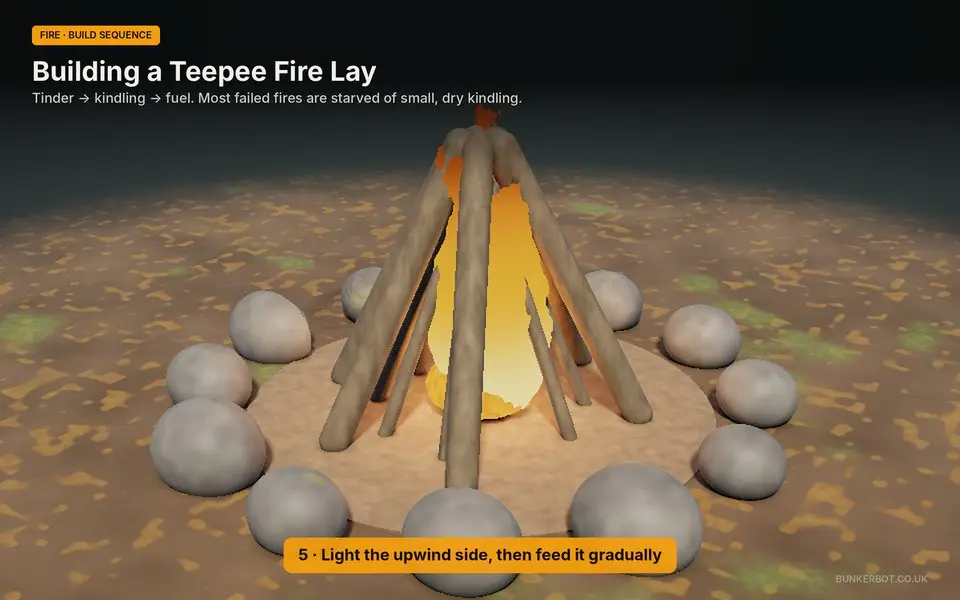 FIRE · BUILD SEQUENCE
Building a Teepee Fire Lay
Tinder → kindling → fuel. Most failed fires are starved of small, dry kindling.
5 · Light the upwind side, then feed it gradually
BUNKERBOT.CO.UK